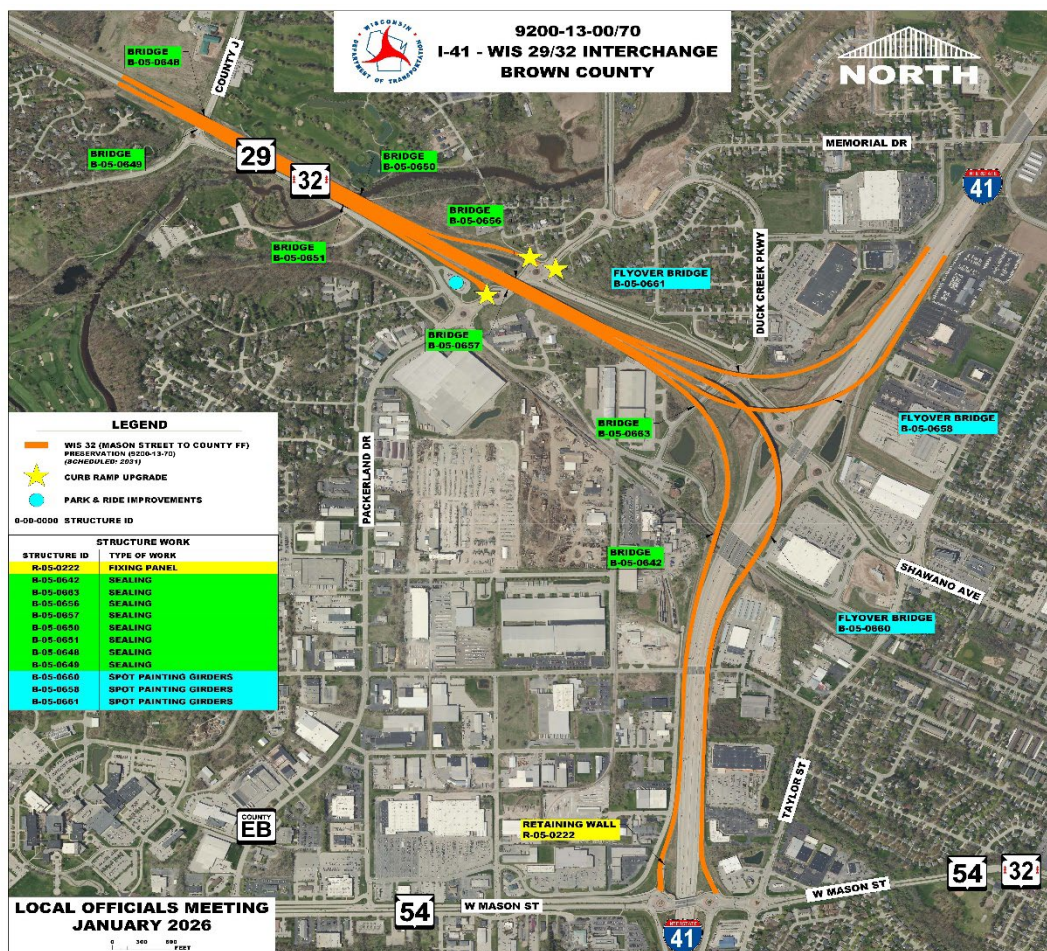 9200-13-00/70
I-41 - WIS 29/32 INTERCHANGE
BROWN COUNTY
WISCONSIN
DEPARTMENT OF TRANSPORTATION
NORTH
BRIDGE
B-05-0648
COUNTY J
BRIDGE
B-05-0649
29
32
BRIDGE
B-05-0650
MEMORIAL DR
41
BRIDGE
B-05-0656
BRIDGE
B-05-0651
FLYOVER BRIDGE
B-05-0661
DUCK CREEK PKWY
BRIDGE
B-05-0657
BRIDGE
B-05-0663
FLYOVER BRIDGE
B-05-0658
PACKERLAND DR
BRIDGE
B-05-0642
SHAWANO AVE
FLYOVER BRIDGE
B-05-0660
LEGEND
WIS 32 (MASON STREET TO COUNTY FF)
PRESERVATION (9200-13-70)
(SCHEDULED: 2031)
CURB RAMP UPGRADE
PARK & RIDE IMPROVEMENTS
0-00-0000 STRUCTURE ID
STRUCTURE WORK
STRUCTURE ID TYPE OF WORK
R-05-0222 FIXING PANEL
B-05-0642 SEALING
B-05-0663 SEALING
B-05-0656 SEALING
B-05-0657 SEALING
B-05-0650 SEALING
B-05-0651 SEALING
B-05-0648 SEALING
B-05-0649 SEALING
B-05-0660 SPOT PAINTING GIRDERS
B-05-0658 SPOT PAINTING GIRDERS
B-05-0661 SPOT PAINTING GIRDERS
COUNTY
EB
RETAINING WALL
R-05-0222
TAYLOR ST
54
W MASON ST
41
W MASON ST
54
32
LOCAL OFFICIALS MEETING
JANUARY 2026
0
FEET